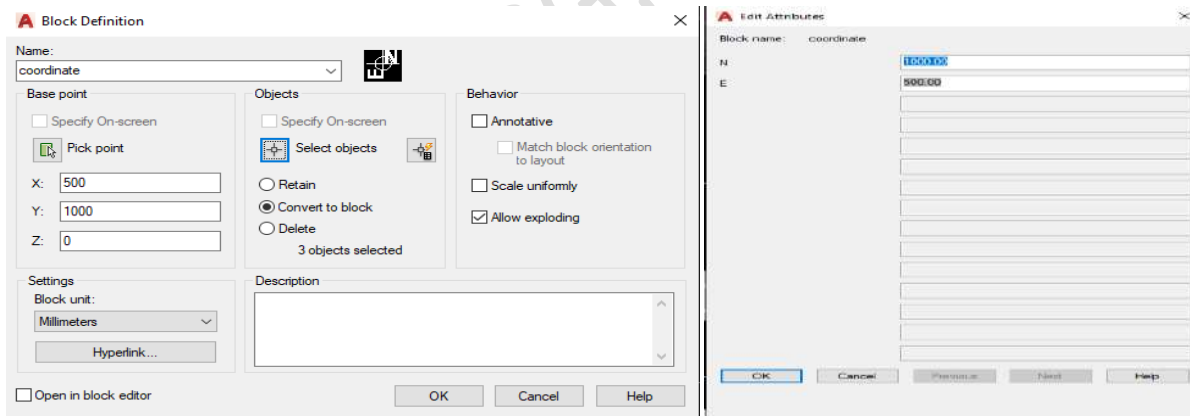 Block Definition
Name:
coordinate
Base point
Specify On-screen
Pick point
X: 500
Y: 1000
Z: 0
Objects
Specify On-screen
Select objects
Retain
Convert to block
Delete
3 objects selected
Behavior
Annotative
Match block orientation
to layout
Scale uniformly
Allow exploding
Settings
Block unit:
Millimeters
Hyperlink...
Description
Open in block editor
OK Cancel Help
Edit Attributes
Block name: coordinate
N 1000.00
E 500.00
OK Cancel Previous Next Help